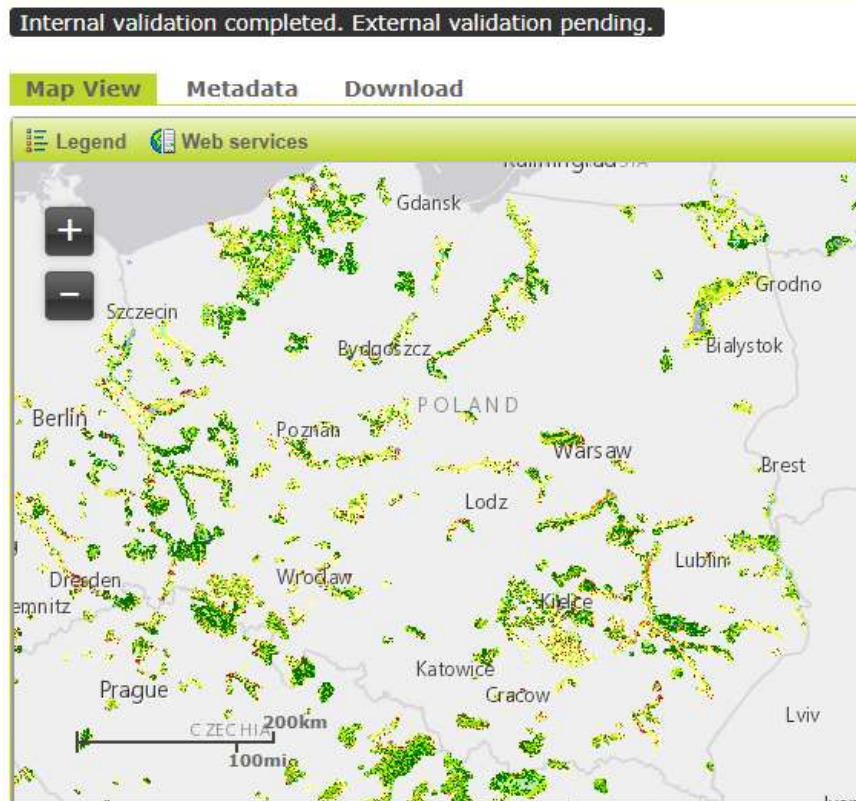 Internal validation completed. External validation pending.
Map View Metadata Download
Legend Web services
Kaliningrad
Gdansk
+
Grodno
−
Szczecin
Bydgoszcz
Bialystok
POLAND
Berlin
Poznan
Warsaw
Brest
Lodz
Lublin
Dresden
Wroclaw
emnitz
Kielce
Katowice
Prague
Cracow
Lviv
CZECHIA
200km
100mi